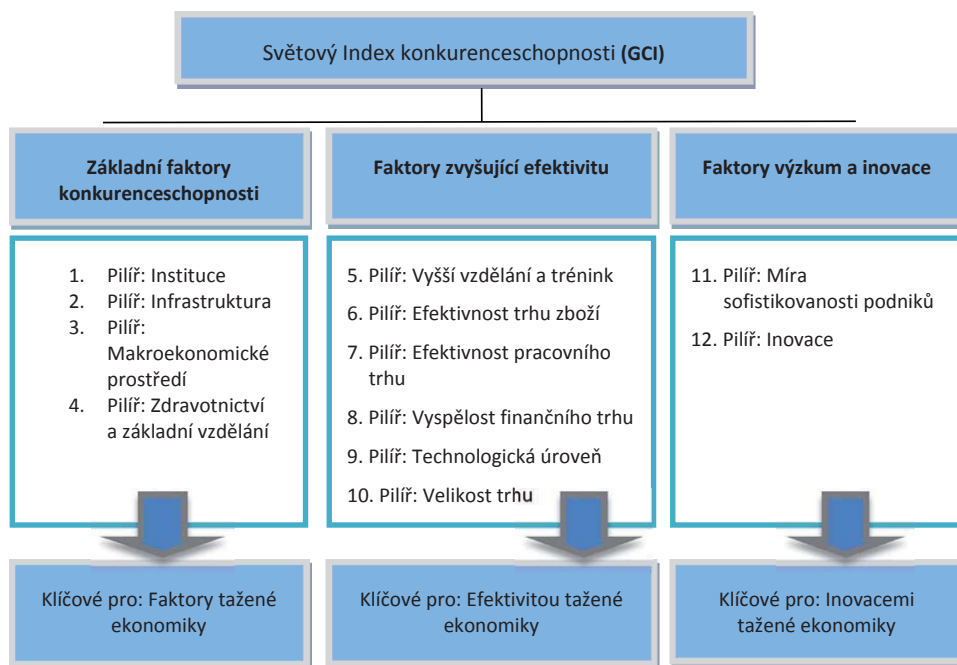 Světový Index konkurenceschopnosti (GCI)
Základní faktory
konkurenceschopnosti
1. Pilíř: Instituce
2. Pilíř: Infrastruktura
3. Pilíř:
Makroekonomické
prostředí
4. Pilíř: Zdravotnictví
a základní vzdělání
Klíčové pro: Faktory tažené
ekonomiky
Faktory zvyšující efektivitu
5. Pilíř: Vyšší vzdělání a trénink
6. Pilíř: Efektivnost trhu zboží
7. Pilíř: Efektivnost pracovního
trhu
8. Pilíř: Vyspělost finančního trhu
9. Pilíř: Technologická úroveň
10. Pilíř: Velikost trhu
Klíčové pro: Efektivitou tažené
ekonomiky
Faktory výzkum a inovace
11. Pilíř: Míra
sofistikovanosti podniků
12. Pilíř: Inovace
Klíčové pro: Inovacemi
tažené ekonomiky